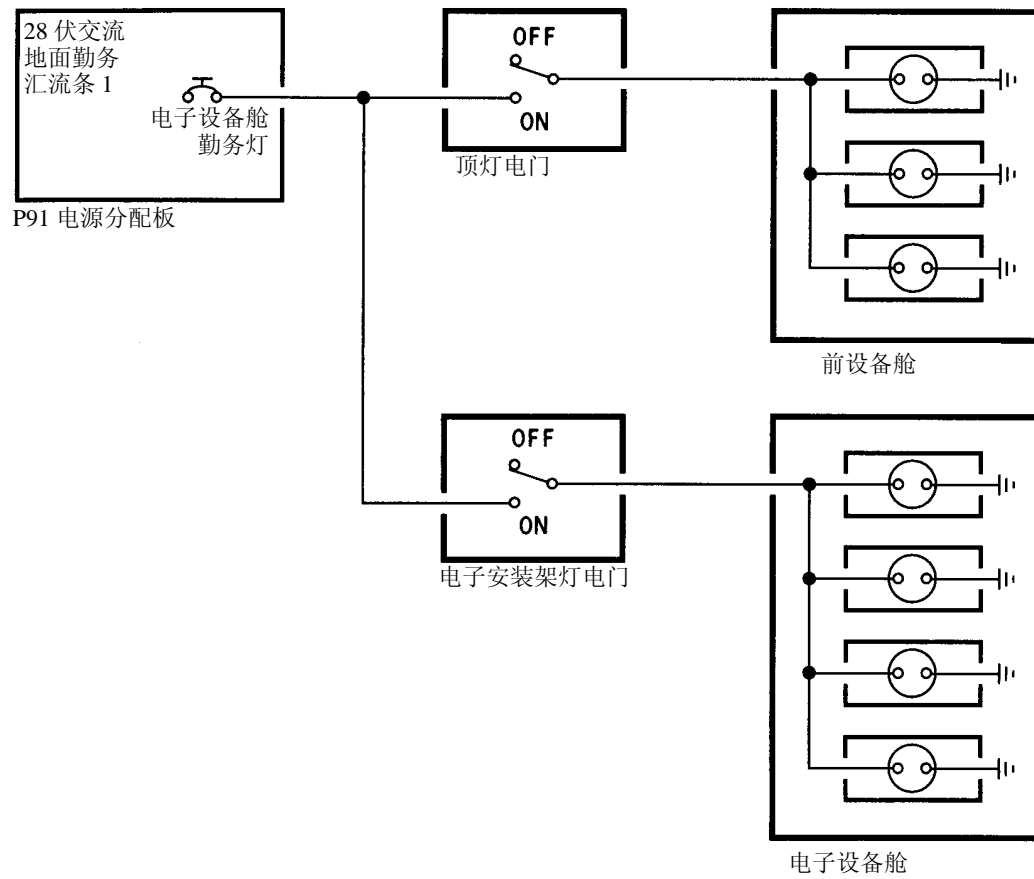 28 伏交流
地面勤务
汇流条 1
电子设备舱
勤务灯
P91 电源分配板
OFF
ON
顶灯电门
前设备舱
OFF
ON
电子安装架灯电门
电子设备舱